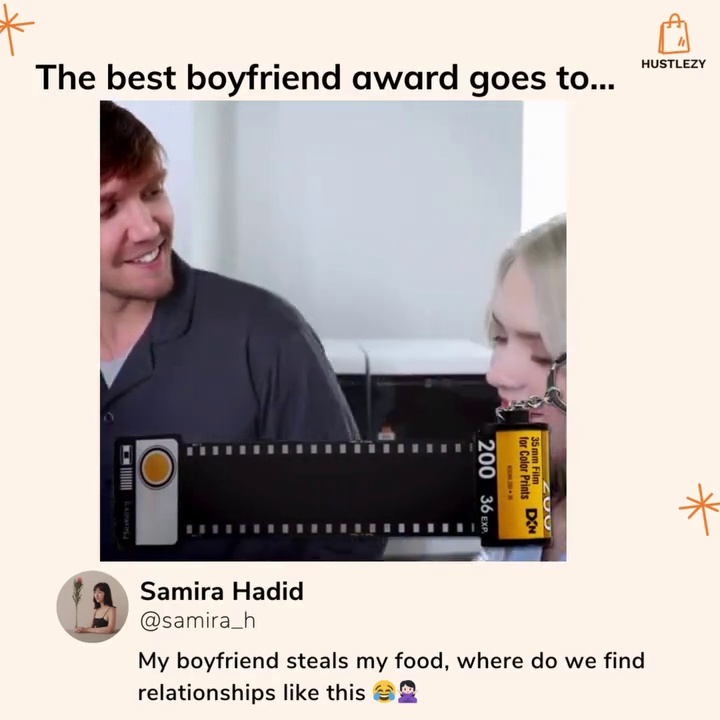 HUSTLEZY
The best boyfriend award goes to...
200
36 EXP.
35mm Film
for Color Prints
Samira Hadid
@samira_h
My boyfriend steals my food, where do we find
relationships like this 😂🤦🏻‍♀️